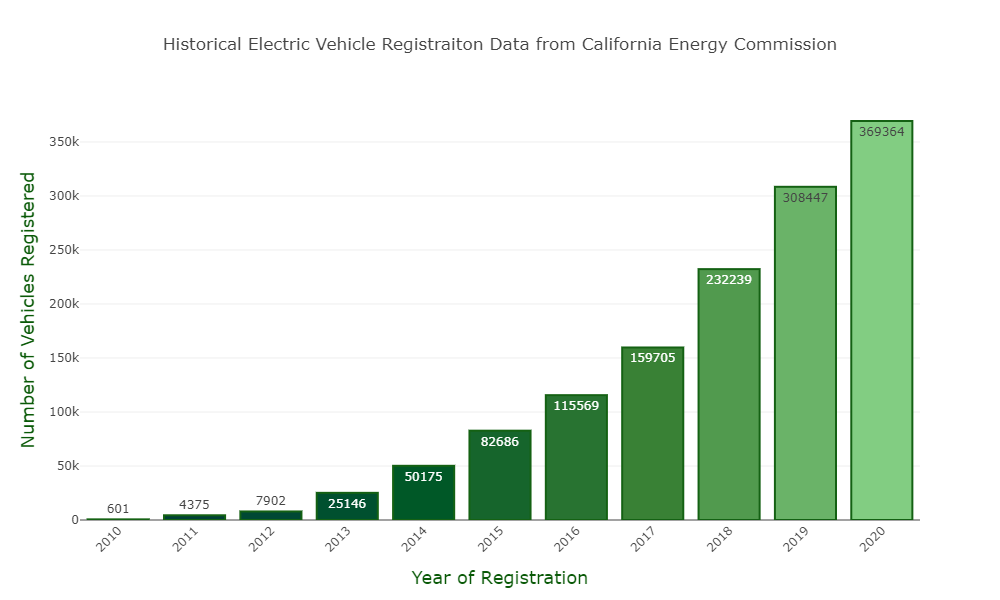 Historical Electric Vehicle Registraiton Data from California Energy Commission
Number of Vehicles Registered
350k
300k
250k
200k
150k
100k
50k
0
601
4375
7902
25146
50175
82686
115569
159705
232239
308447
369364
2010
2011
2012
2013
2014
2015
2016
2017
2018
2019
2020
Year of Registration